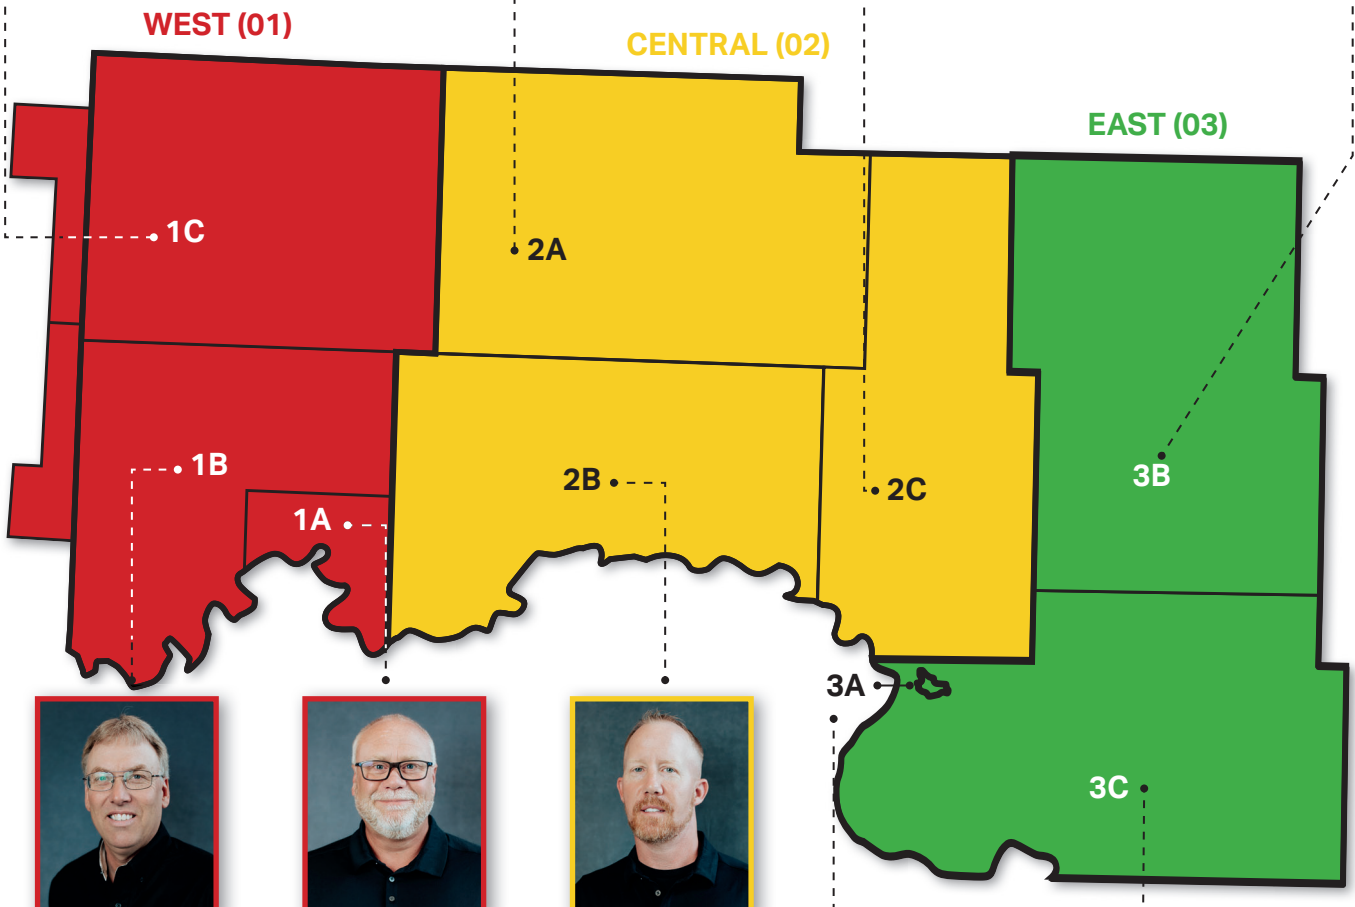 WEST (01)
CENTRAL (02)
EAST (03)
1C
2A
1B
2B
2C
3B
1A
3A
3C